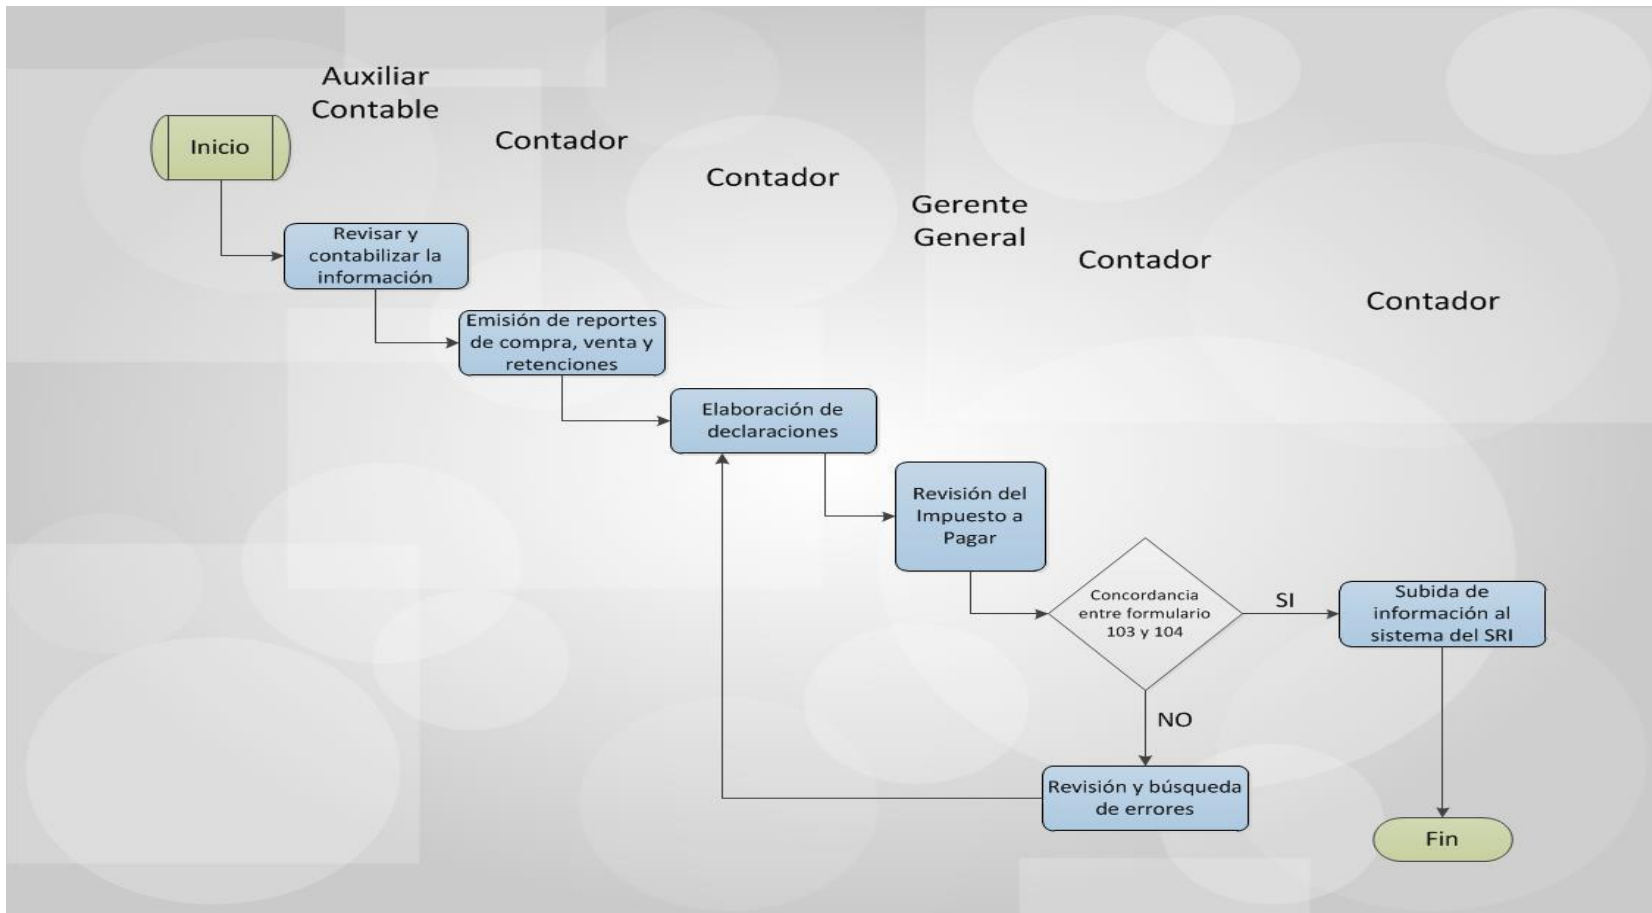 Auxiliar
Contable
Contador
Contador
Gerente
General
Contador
Contador
Inicio
Revisar y
contabilizar la
información
Emisión de reportes
de compra, venta y
retenciones
Elaboración de
declaraciones
Revisión del
Impuesto a
Pagar
Concordancia
entre formulario
103 y 104
SI
Subida de
información al
sistema del SRI
NO
Revisión y búsqueda
de errores
Fin